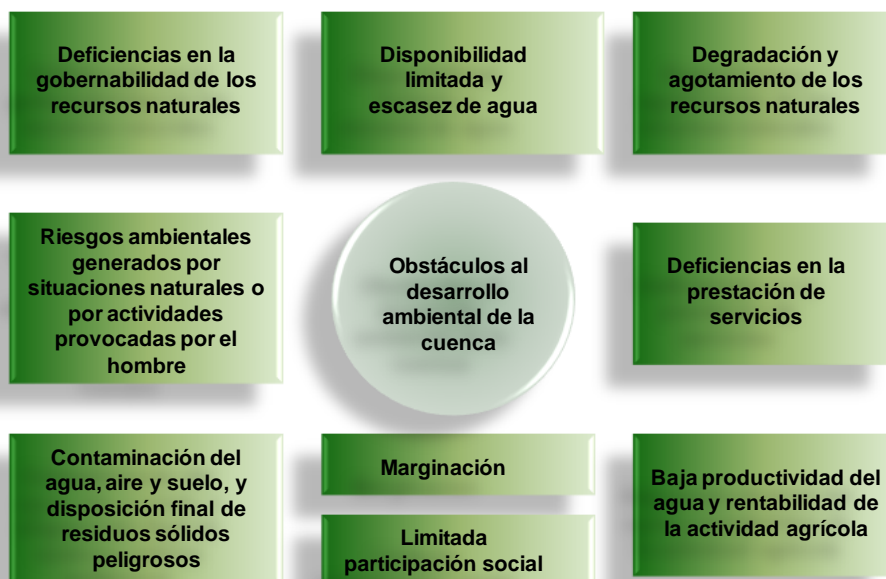 Deficiencias en la
gobernabilidad de los
recursos naturales
Disponibilidad
limitada y
escasez de agua
Degradación y
agotamiento de los
recursos naturales
Riesgos ambientales
generados por
situaciones naturales o
por actividades
provocadas por el
hombre
Obstáculos al
desarrollo
ambiental de la
cuenca
Deficiencias en la
prestación de
servicios
Contaminación del
agua, aire y suelo, y
disposición final de
residuos sólidos
peligrosos
Marginación
Limitada
participación social
Baja productividad del
agua y rentabilidad de
la actividad agrícola